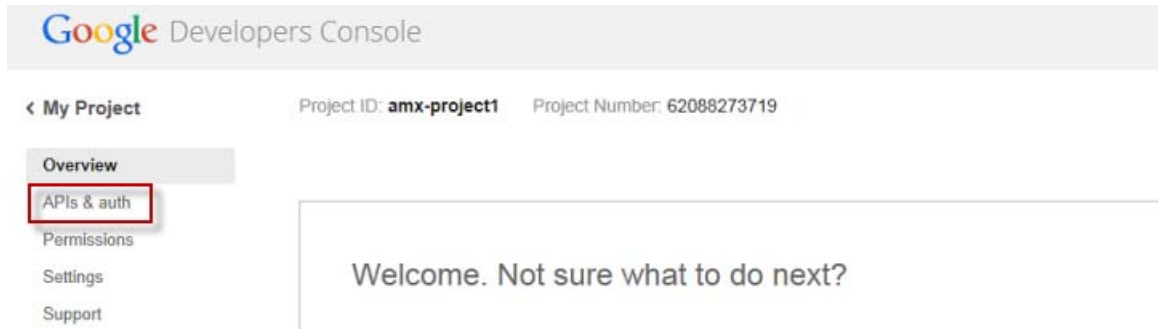 Google Developers Console
< My Project
Project ID: amx-project1 Project Number: 62088273719
Overview
APIs & auth
Permissions
Settings
Support
Welcome. Not sure what to do next?